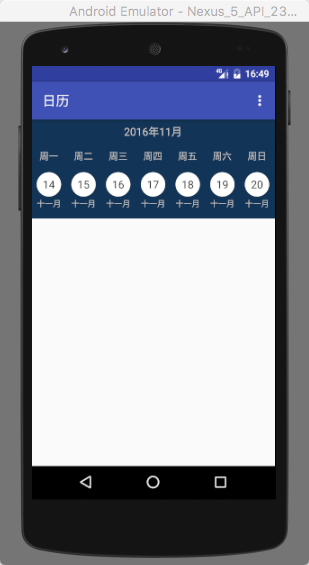 Android Emulator - Nexus_5_API_23...
4G 16:49
日历
2016年11月
周一 周二 周三 周四 周五 周六 周日
14 15 16 17 18 19 20
十一月 十一月 十一月 十一月 十一月 十一月 十一月